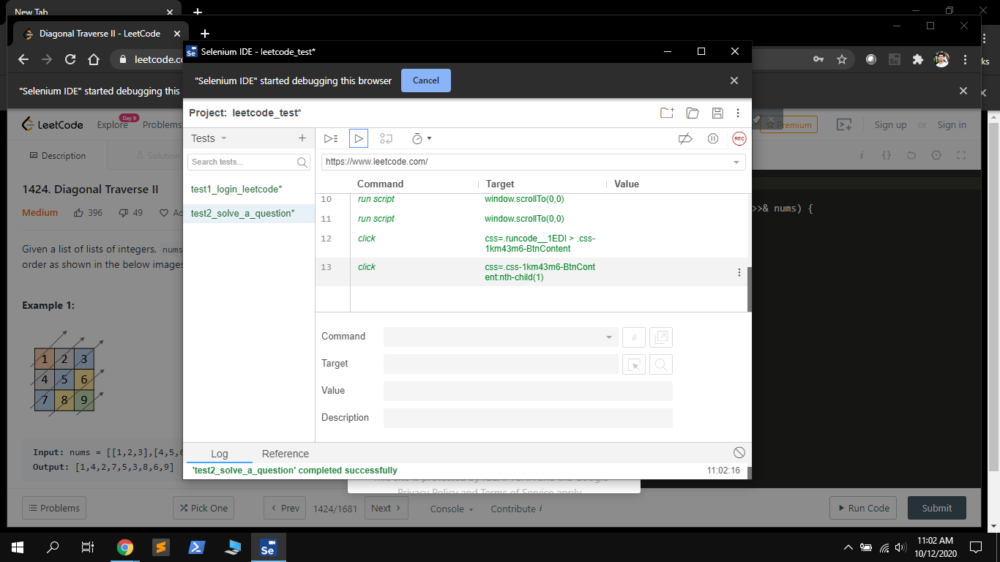 New Tab
Diagonal Traverse II - LeetCode
Selenium IDE - leetcode_test*
leetcode.co
ks
"Selenium IDE" started debugging this browser
Cancel
"Selenium IDE" started debugging this
Project: leetcode_test*
LeetCode
Explore
Day 9
Problems
Premium
Sign up
or
Sign in
Tests
REC
Description
Solution
Search tests...
https://www.leetcode.com/
Command
Target
Value
1424. Diagonal Traverse II
test1_login_leetcode*
10
run script
window.scrollTo(0,0)
>>& nums) {
Medium
396
49
test2_solve_a_question*
11
run script
window.scrollTo(0,0)
12
click
css=.runcode__1EDI > .css-
1km43m6-BtnContent
Given a list of lists of integers, nums
order as shown in the below images
13
click
css=.css-1km43m6-BtnCont
ent:nth-child(1)
Example 1:
1 2 3
4 5 6
7 8 9
Command
//
Target
Value
Description
Input: nums = [[1,2,3],[4,5,6
Output: [1,4,2,7,5,3,8,6,9]
Log
Reference
'test2_solve_a_question' completed successfully
11:02:16
Privacy Policy and Terms of Service apply
Problems
Pick One
Prev
1424/1681
Next
Console
Contribute i
Run Code
Submit
Se
11:02 AM
10/12/2020